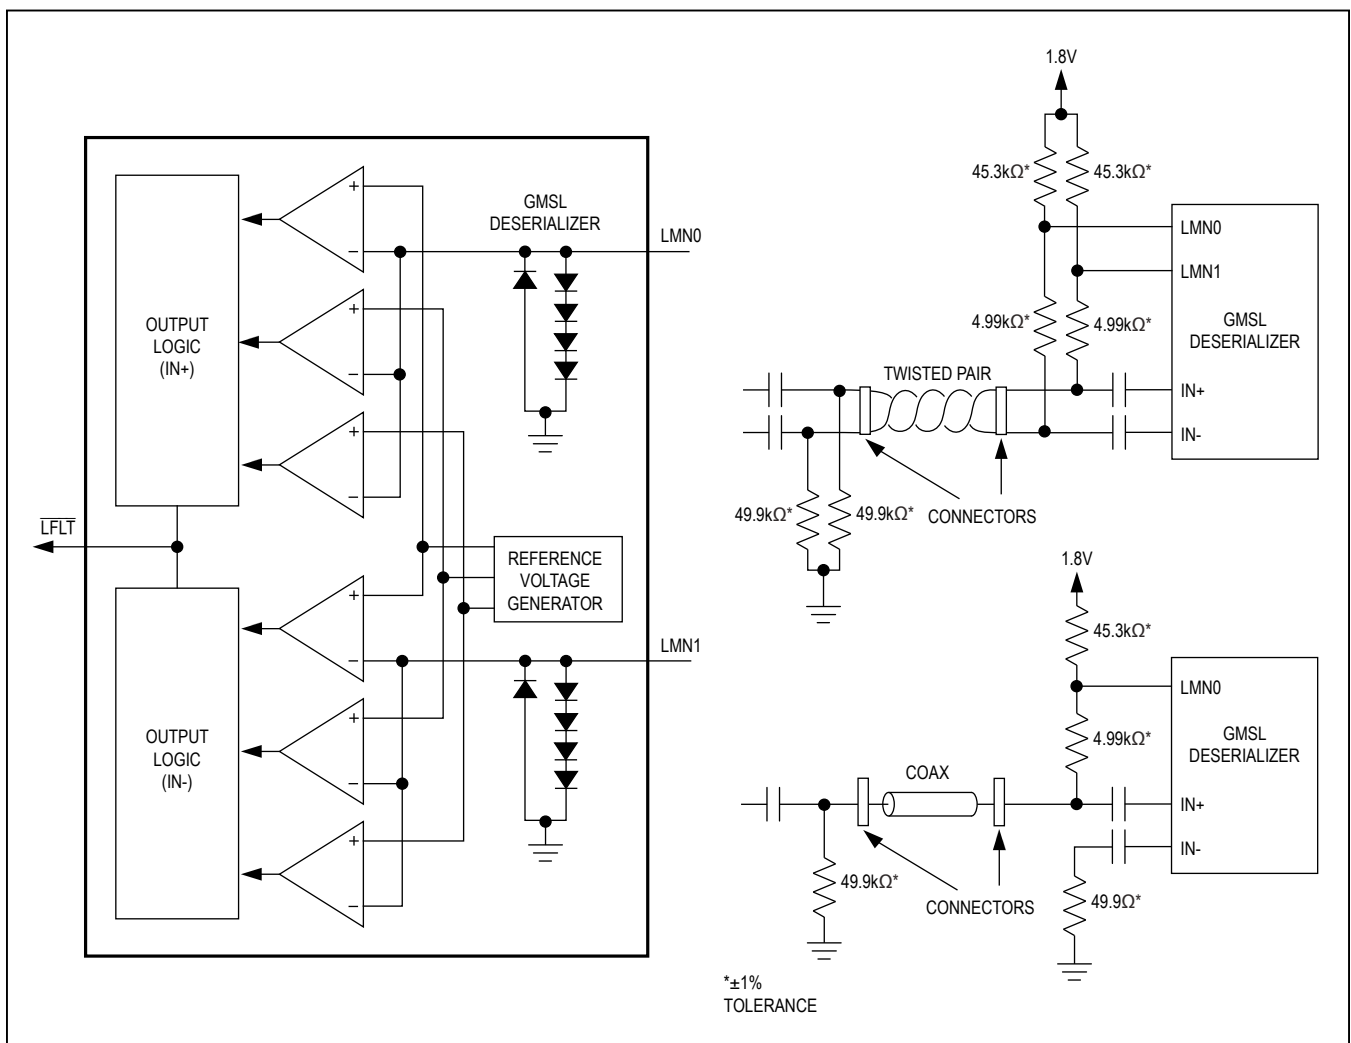 GMSL
DESERIALIZER
LMN0
+
−
+
−
+
−
OUTPUT
LOGIC
(IN+)
LFLT
REFERENCE
VOLTAGE
GENERATOR
LMN1
+
−
+
−
+
−
OUTPUT
LOGIC
(IN-)
1.8V
45.3kΩ*
45.3kΩ*
LMN0
LMN1
4.99kΩ*
4.99kΩ*
GMSL
DESERIALIZER
TWISTED PAIR
IN+
IN-
49.9kΩ*
49.9kΩ*
CONNECTORS
1.8V
45.3kΩ*
LMN0
4.99kΩ*
GMSL
DESERIALIZER
COAX
IN+
IN-
49.9kΩ*
CONNECTORS
49.9Ω*
*±1%
TOLERANCE